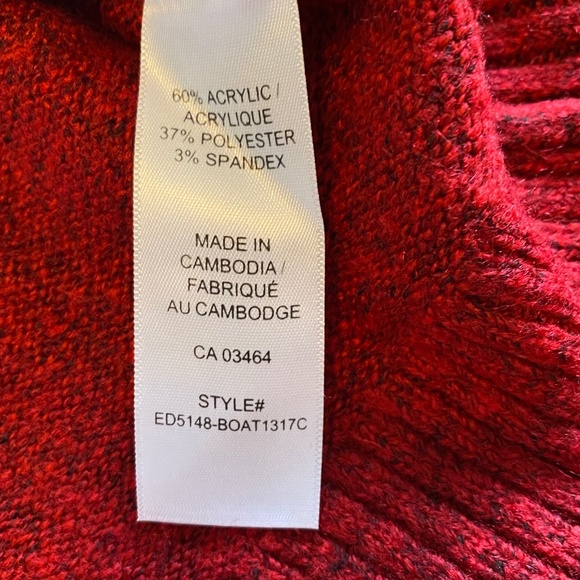 60% ACRYLIC /
ACRYLIQUE
37% POLYESTER
3% SPANDEX
MADE IN
CAMBODIA /
FABRIQUÉ
AU CAMBODGE
CA 03464
STYLE#
ED5148-BOAT1317C